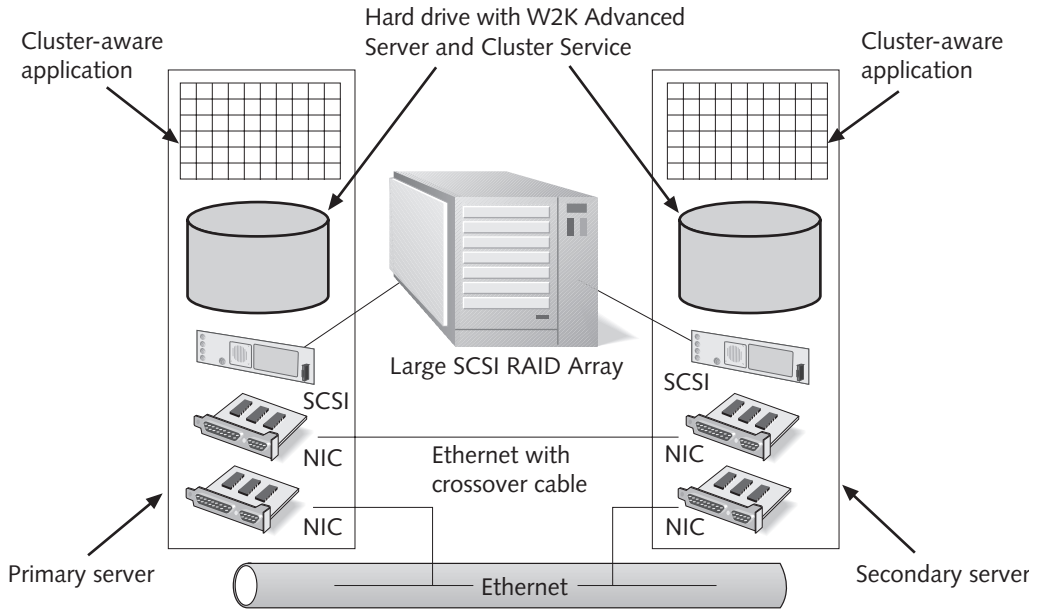 Hard drive with W2K Advanced
Server and Cluster Service
Cluster-aware
application
Cluster-aware
application
Large SCSI RAID Array
SCSI
SCSI
NIC
NIC
Ethernet with
crossover cable
NIC
NIC
Primary server
Secondary server
Ethernet